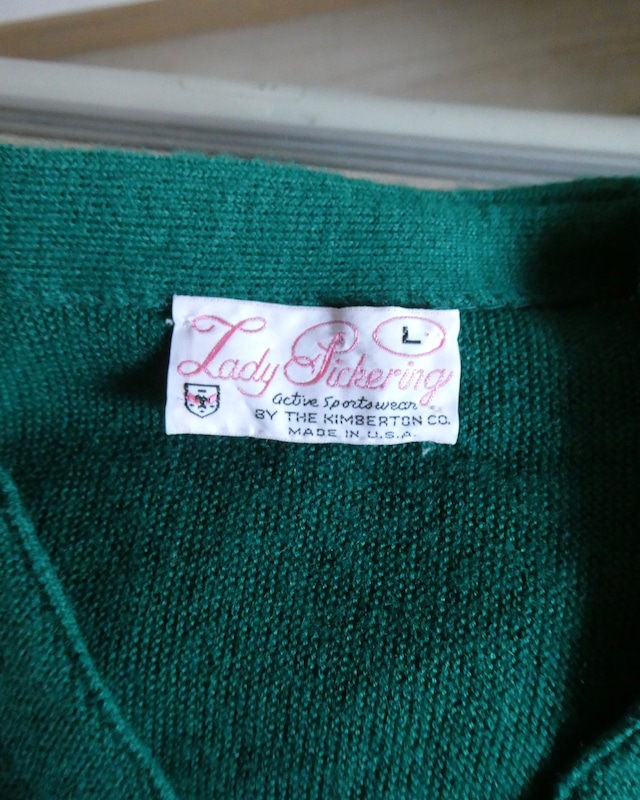 Lady Pickering
L
active Sportswear
BY THE KIMBERTON CO.
MADE IN U.S.A.